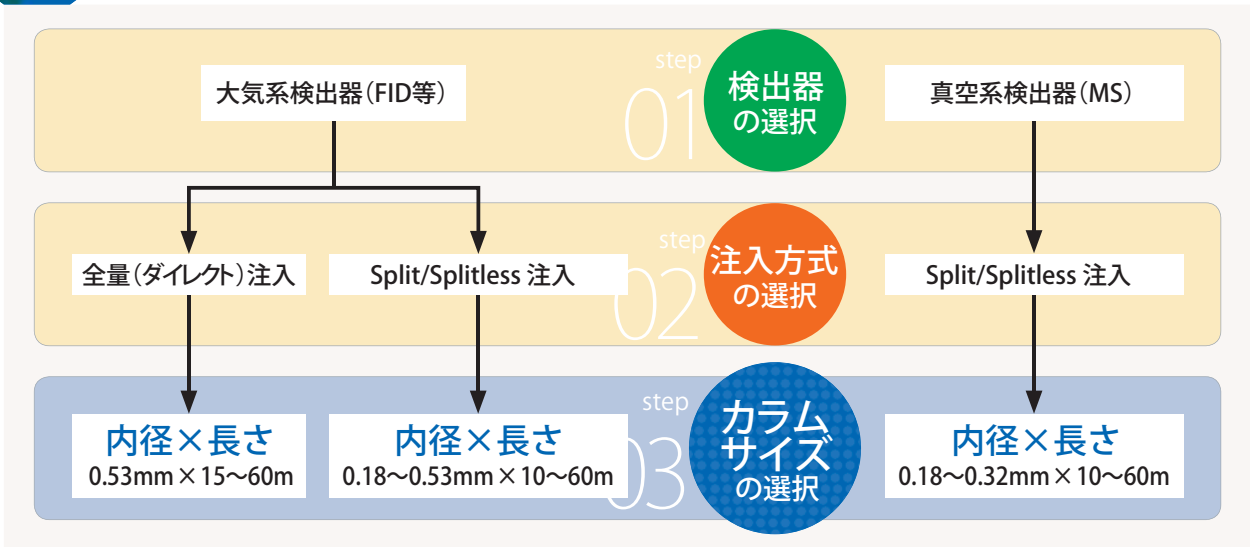 step
01
検出器
の選択
大気系検出器（FID等）
真空系検出器（MS）
step
02
注入方式
の選択
全量（ダイレクト）注入
Split/Splitless 注入
Split/Splitless 注入
step
03
カラム
サイズ
の選択
内径×長さ
0.53mm×15～60m
内径×長さ
0.18～0.53mm×10～60m
内径×長さ
0.18～0.32mm×10～60m